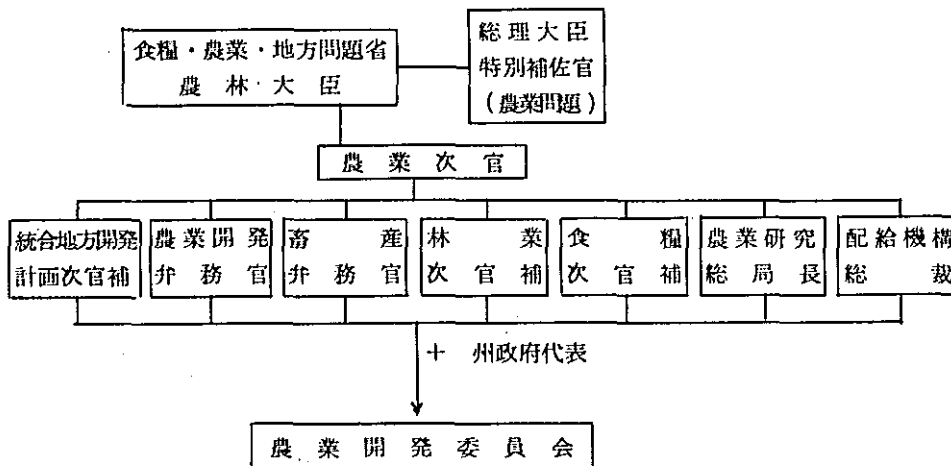 食糧・農業・地方問題省
農林大臣
総理大臣
特別補佐官
(農業問題)
農業次官
統合地方開発
計画次官補
農業開発
弁務官
畜産
弁務官
林業
次官補
食糧
次官補
農業研究
総局長
配給機構
総裁
＋ 州政府代表
農業開発委員会